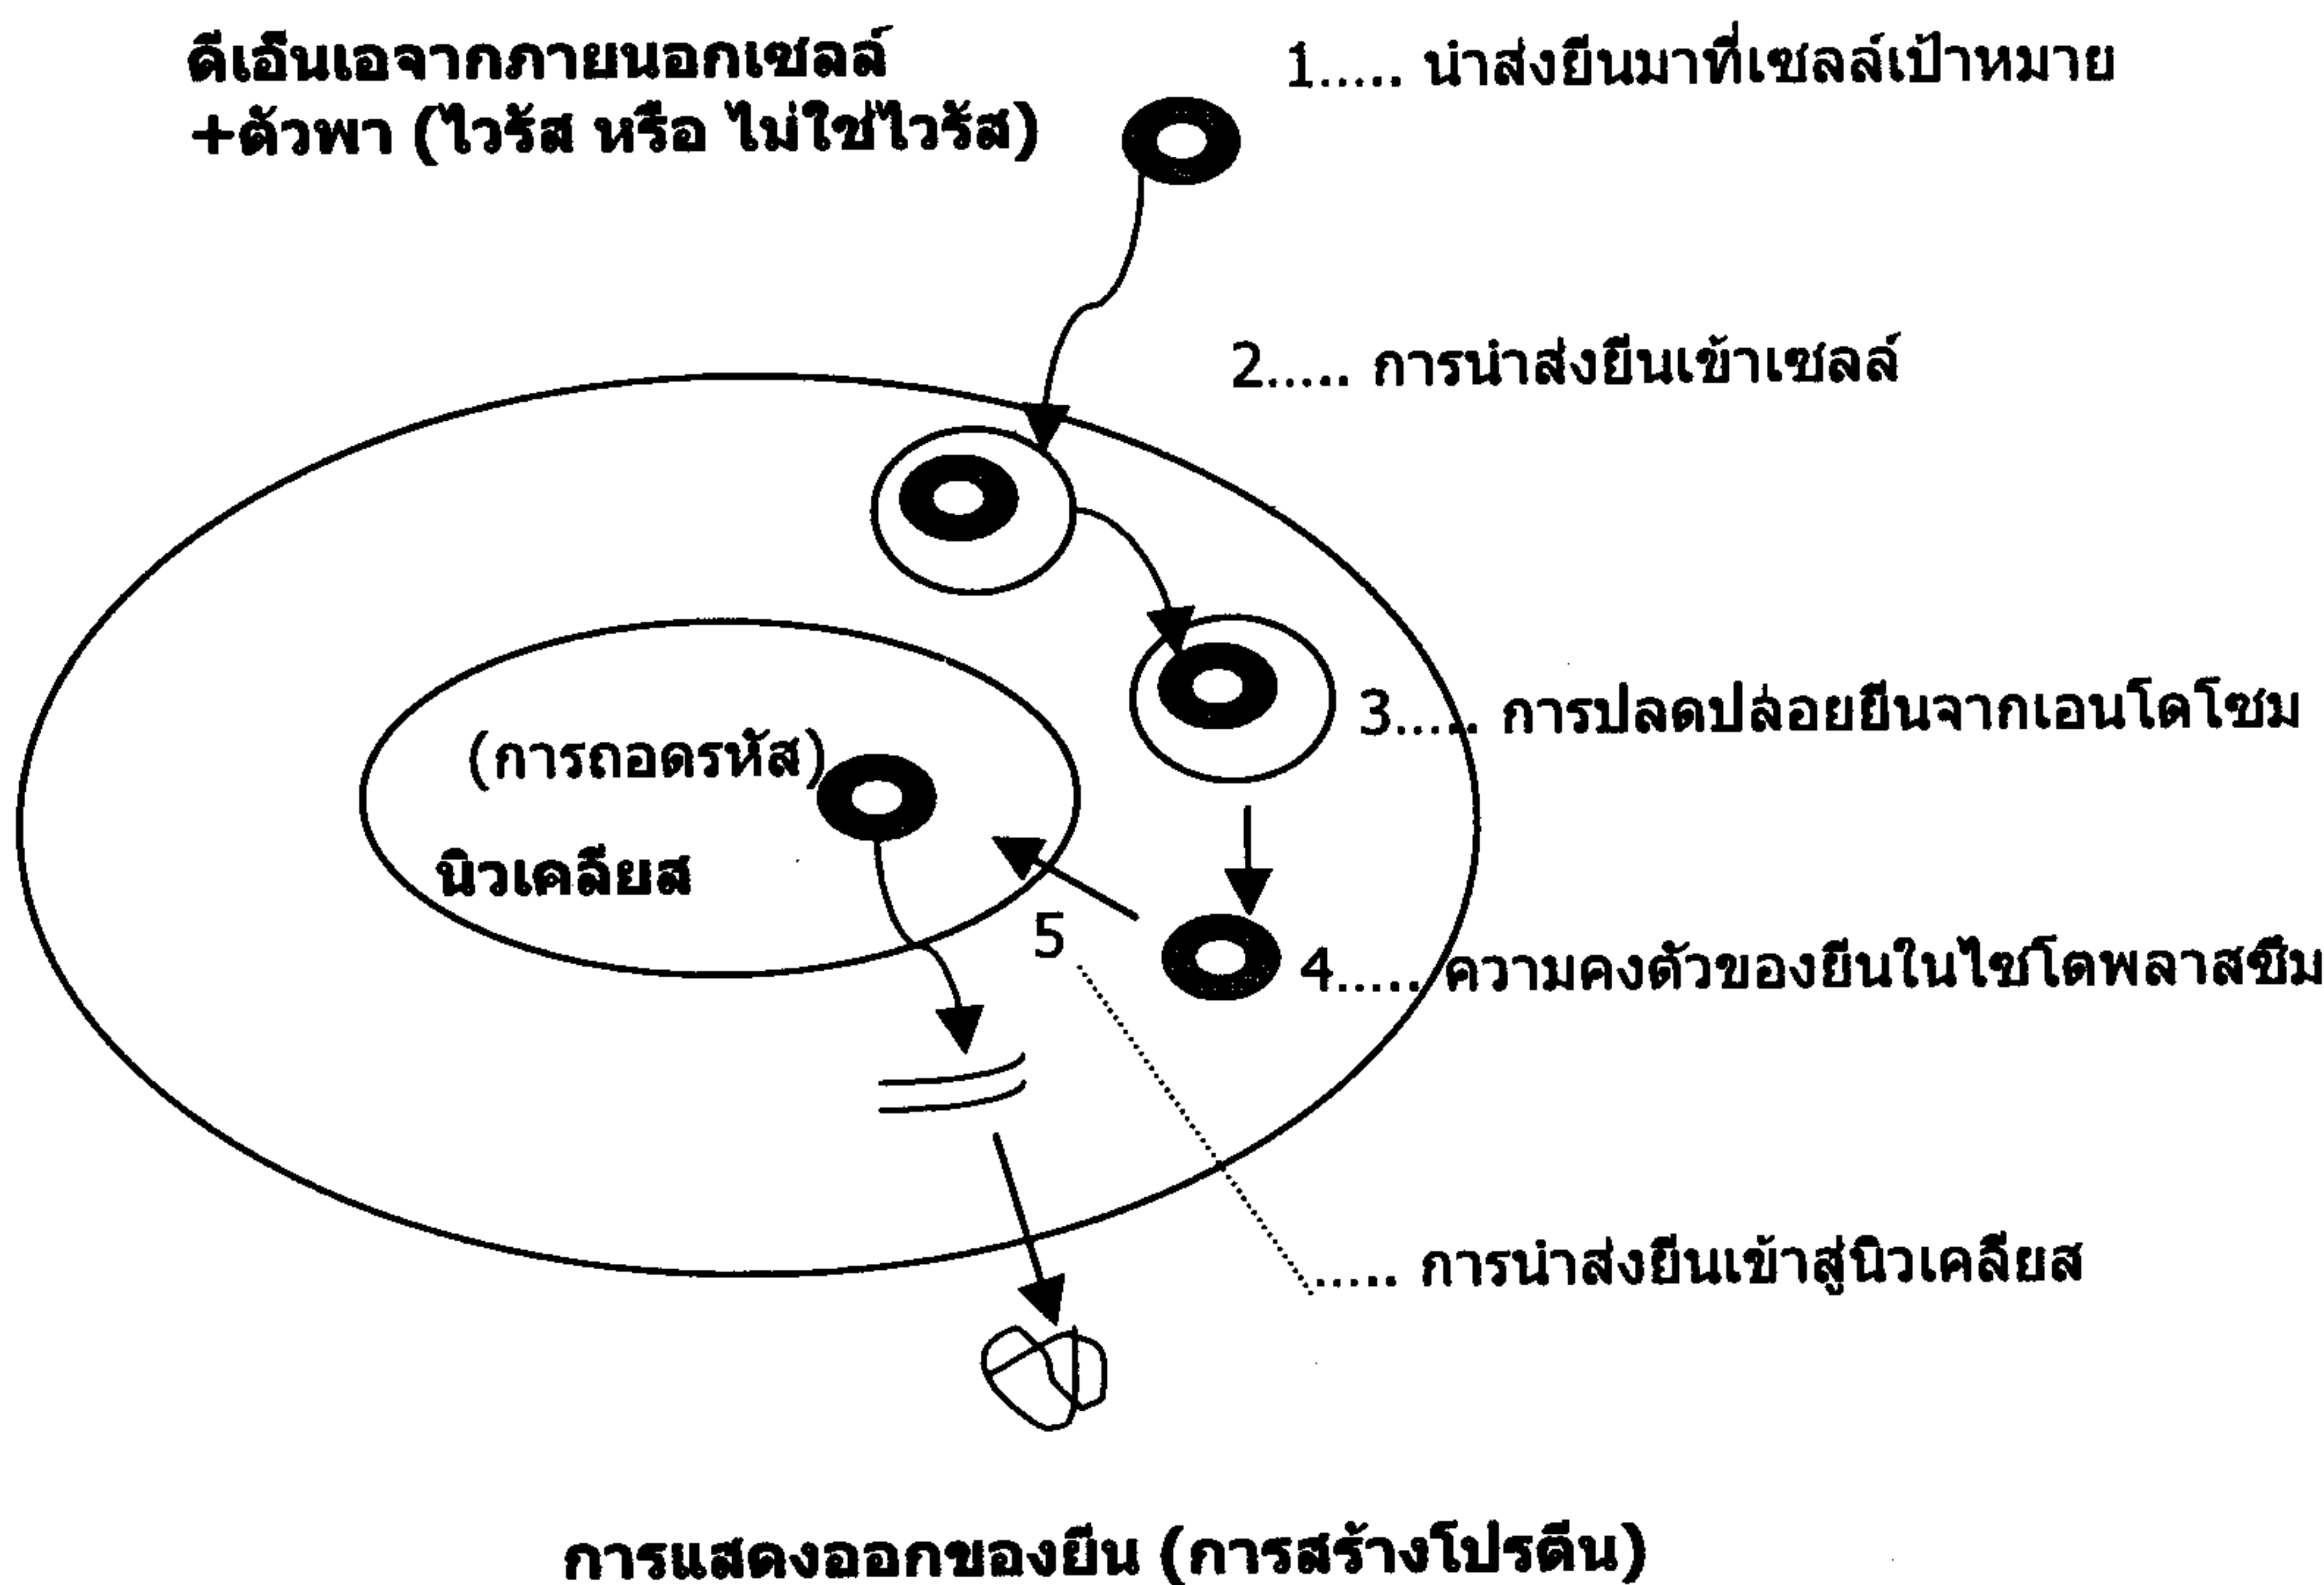 ดีเอ็นเอจากภายนอกเซลล์
+ตัวพา (ไวรัส หรือ ไม่ใช่ไวรัส)
1..... นำส่งยีนมาที่เซลล์เป้าหมาย
2..... การนำส่งยีนเข้าเซลล์
3..... การปลดปล่อยยีนจากเอนโดโซม
(การถอดรหัส)
นิวเคลียส
5
4..... ความคงตัวของยีนในไซโตพลาสซึม
..... การนำส่งยีนเข้าสู่นิวเคลียส
การแสดงออกของยีน (การสร้างโปรตีน)